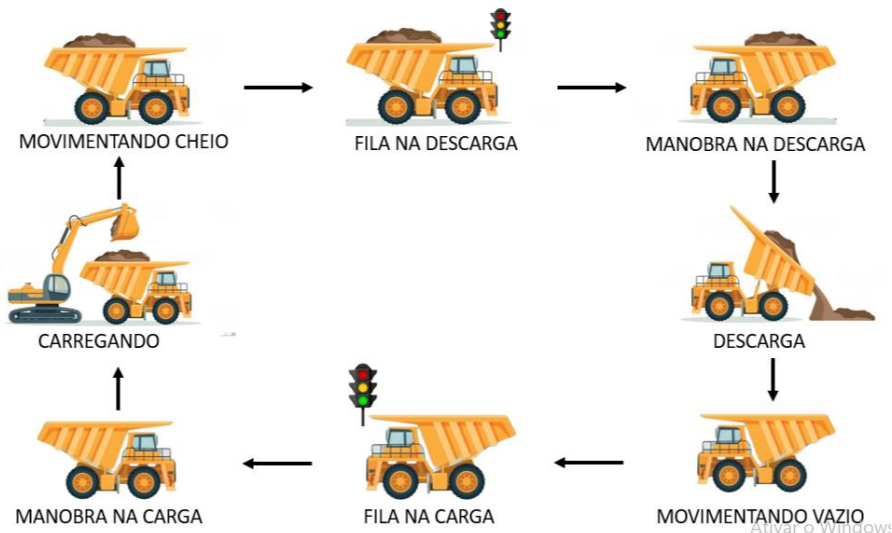 MOVIMENTANDO CHEIO
FILA NA DESCARGA
MANOBRA NA DESCARGA
CARREGANDO
DESCARGA
MANOBRA NA CARGA
FILA NA CARGA
MOVIMENTANDO VAZIO
Ativar o Windows